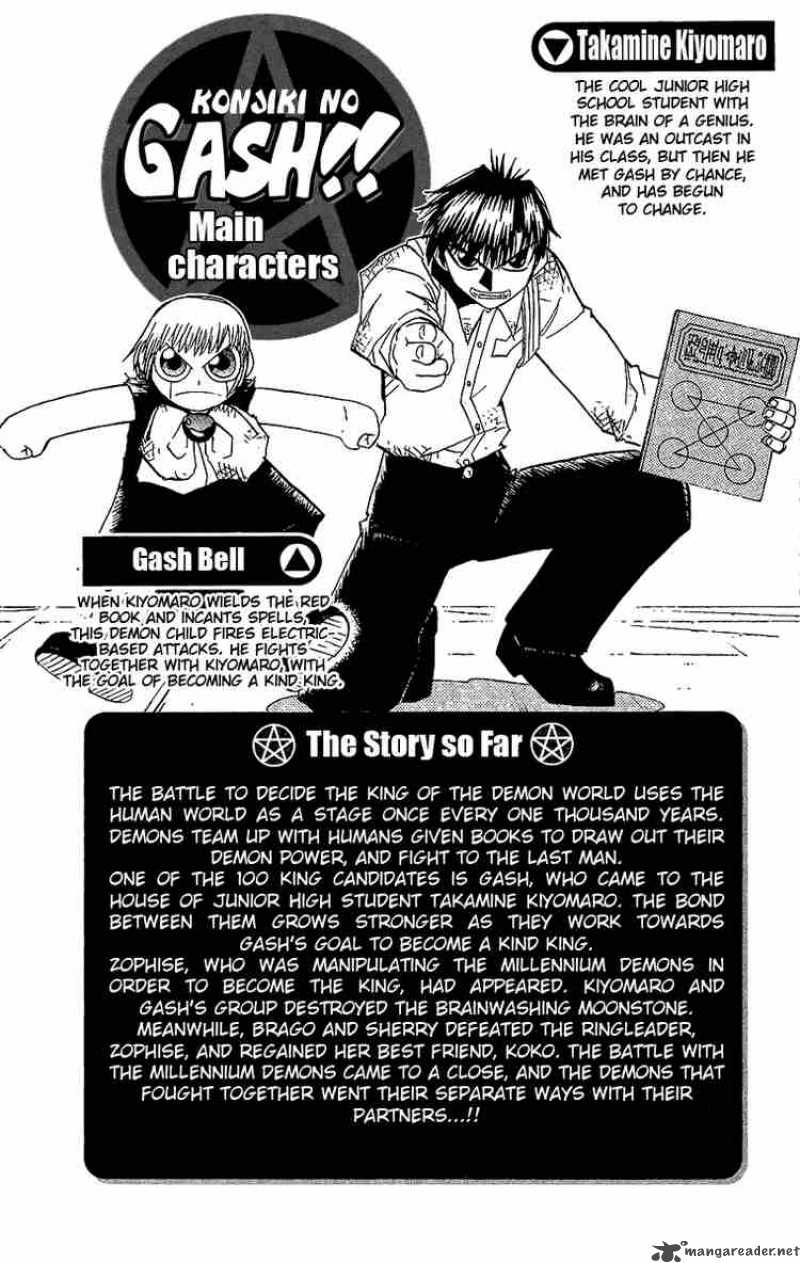 KONJIKI NO
GASH!!
Main
characters
Takamine Kiyomaro
THE COOL JUNIOR HIGH
SCHOOL STUDENT WITH
THE BRAIN OF A GENIUS.
HE WAS AN OUTCAST IN
HIS CLASS, BUT THEN HE
MET GASH BY CHANCE,
AND HAS BEGUN
TO CHANGE.
Gash Bell
WHEN KIYOMARO WIELDS THE RED
BOOK AND INCANTS SPELLS,
THIS DEMON CHILD FIRES ELECTRIC-
BASED ATTACKS. HE FIGHTS
TOGETHER WITH KIYOMARO, WITH
THE GOAL OF BECOMING A KIND KING.
The Story so Far
THE BATTLE TO DECIDE THE KING OF THE DEMON WORLD USES THE
HUMAN WORLD AS A STAGE ONCE EVERY ONE THOUSAND YEARS.
DEMONS TEAM UP WITH HUMANS GIVEN BOOKS TO DRAW OUT THEIR
DEMON POWER, AND FIGHT TO THE LAST MAN.
ONE OF THE 100 KING CANDIDATES IS GASH, WHO CAME TO THE
HOUSE OF JUNIOR HIGH STUDENT TAKAMINE KIYOMARO. THE BOND
BETWEEN THEM GROWS STRONGER AS THEY WORK TOWARDS
GASH'S GOAL TO BECOME A KIND KING.
ZOPHISE, WHO WAS MANIPULATING THE MILLENNIUM DEMONS IN
ORDER TO BECOME THE KING, HAD APPEARED. KIYOMARO AND
GASH'S GROUP DESTROYED THE BRAINWASHING MOONSTONE.
MEANWHILE, BRAGO AND SHERRY DEFEATED THE RINGLEADER,
ZOPHISE, AND REGAINED HER BEST FRIEND, KOKO. THE BATTLE WITH
THE MILLENNIUM DEMONS CAME TO A CLOSE, AND THE DEMONS THAT
FOUGHT TOGETHER WENT THEIR SEPARATE WAYS WITH THEIR
PARTNERS...!!
mangareader.net